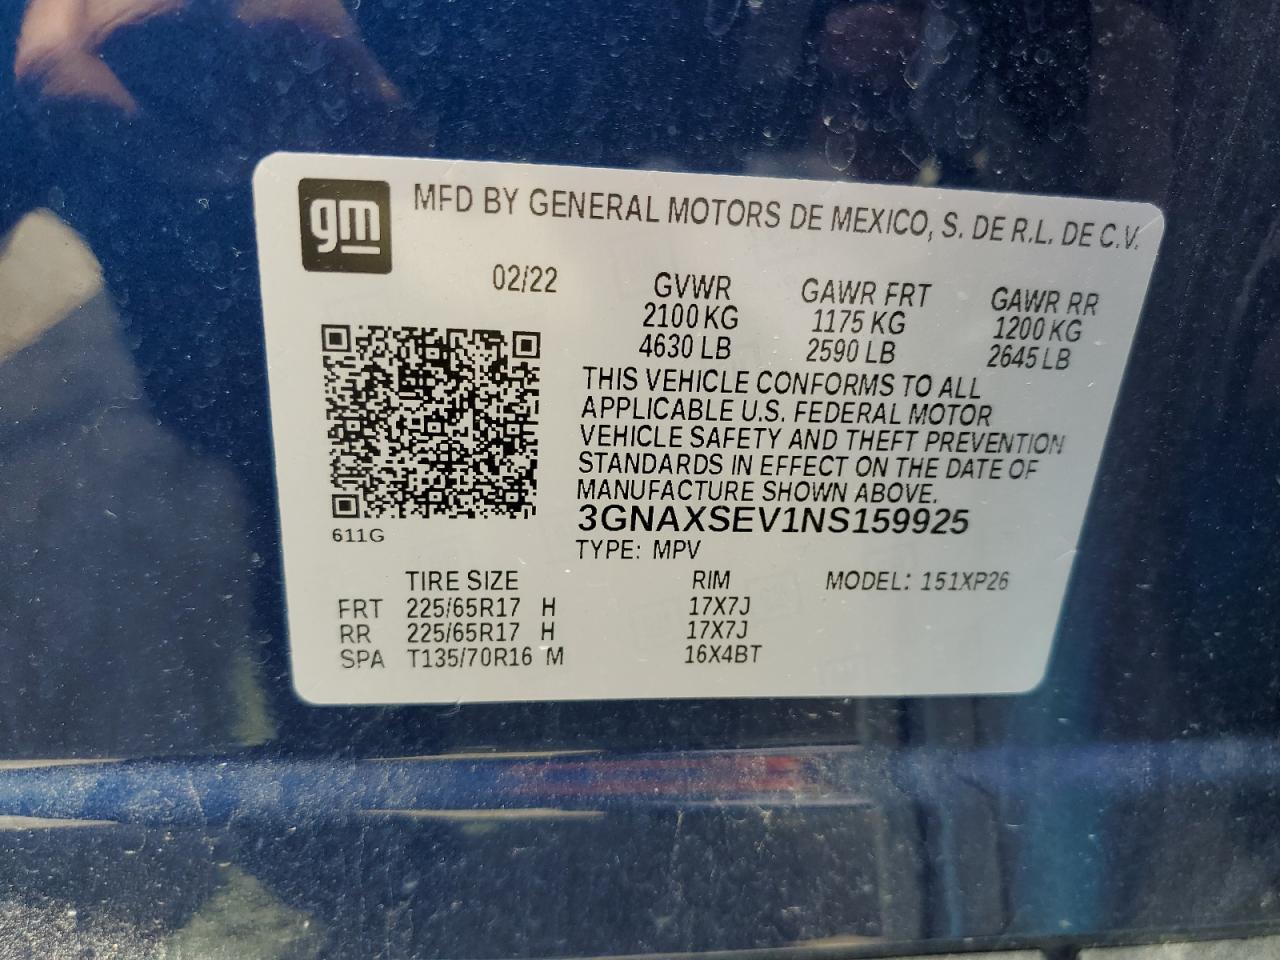 gm
MFD BY GENERAL MOTORS DE MEXICO, S. DE R.L. DE C.V.
02/22 GVWR GAWR FRT GAWR RR
2100 KG 1175 KG 1200 KG
4630 LB 2590 LB 2645 LB
THIS VEHICLE CONFORMS TO ALL
APPLICABLE U.S. FEDERAL MOTOR
VEHICLE SAFETY AND THEFT PREVENTION
STANDARDS IN EFFECT ON THE DATE OF
MANUFACTURE SHOWN ABOVE.
3GNAXSEV1NS159925
611G
TYPE: MPV
TIRE SIZE RIM MODEL: 151XP26
FRT 225/65R17 H 17X7J
RR 225/65R17 H 17X7J
SPA T135/70R16 M 16X4BT